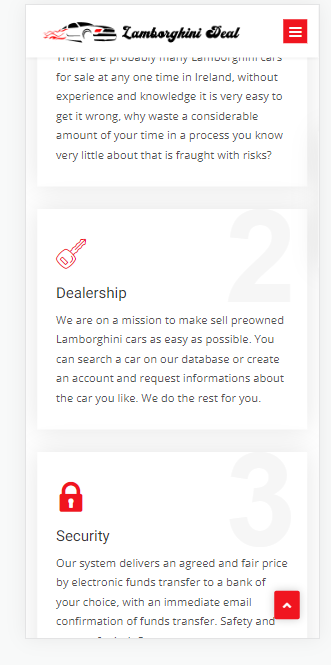 Lamborghini Deal
There are probably many Lamborghini cars
for sale at any one time in Ireland, without
experience and knowledge it is very easy to
get it wrong, why waste a considerable
amount of your time in a process you know
very little about that is fraught with risks?
2
Dealership
We are on a mission to make sell preowned
Lamborghini cars as easy as possible. You
can search a car on our database or create
an account and request informations about
the car you like. We do the rest for you.
3
Security
Our system delivers an agreed and fair price
by electronic funds transfer to a bank of
your choice, with an immediate email
confirmation of funds transfer. Safety and